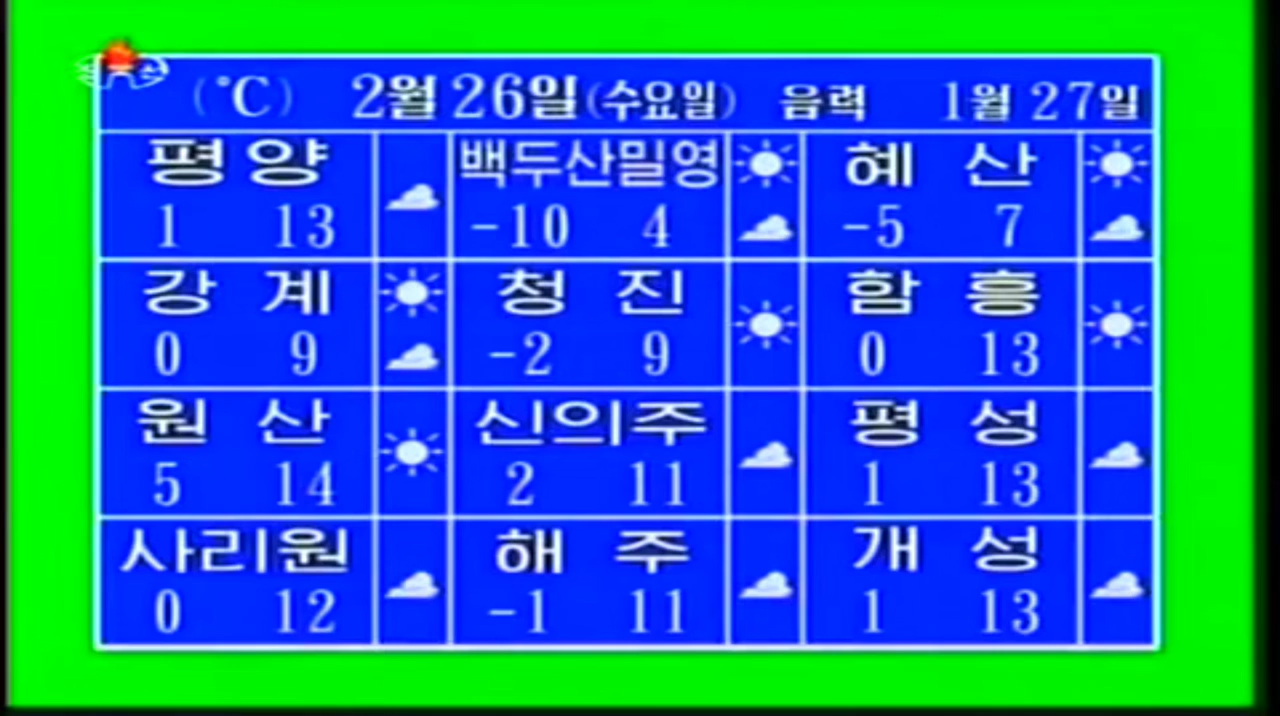 (℃) 2월 26일(수요일) 음력 1월 27일
평양 백두산밀영 혜산
1 13 -10 4 -5 7
강계 청진 함흥
0 9 -2 9 0 13
원산 신의주 평성
5 14 2 11 1 13
사리원 해주 개성
0 12 -1 11 1 13